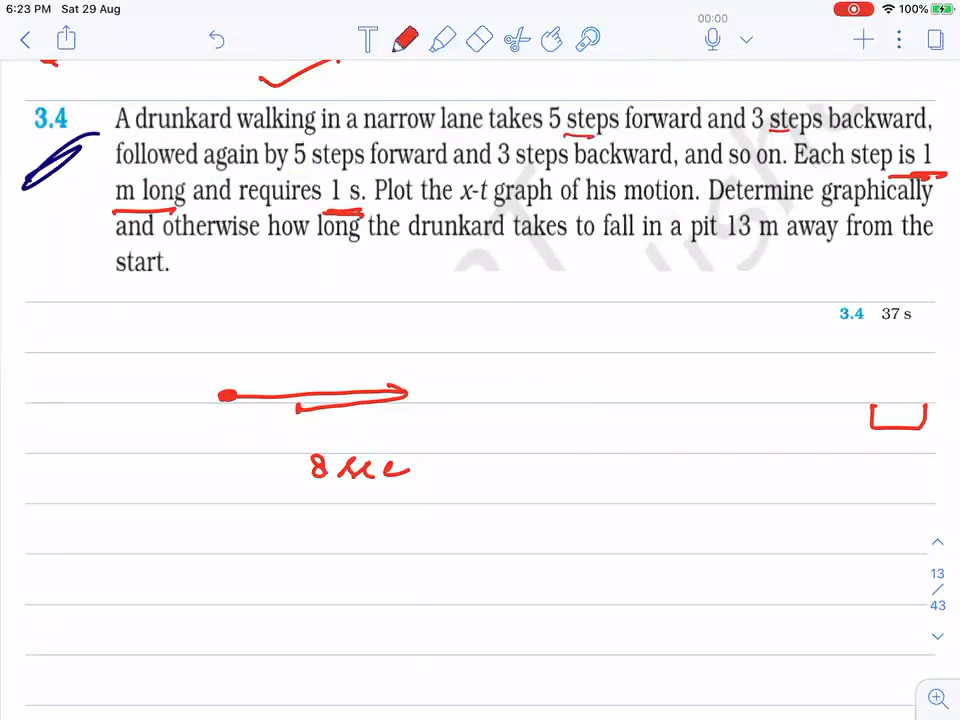 6:23 PM Sat 29 Aug
100%
00:00
3.4 A drunkard walking in a narrow lane takes 5 steps forward and 3 steps backward,
followed again by 5 steps forward and 3 steps backward, and so on. Each step is 1
m long and requires 1 s. Plot the x-t graph of his motion. Determine graphically
and otherwise how long the drunkard takes to fall in a pit 13 m away from the
start.
3.4 37 s
8 sec
13
/
43